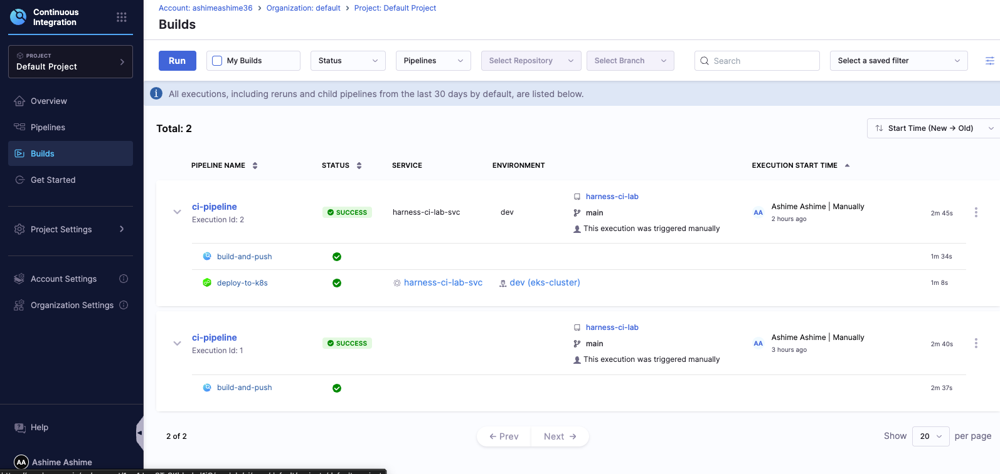 Continuous
Integration
PROJECT
Default Project
Overview
Pipelines
Builds
Get Started
Project Settings
Account Settings
Organization Settings
Help
AA Ashime Ashime
Account: ashimeashime36 > Organization: default > Project: Default Project
Builds
Run
My Builds
Status
Pipelines
Select Repository
Select Branch
Search
Select a saved filter
All executions, including reruns and child pipelines from the last 30 days by default, are listed below.
Total: 2
Start Time (New → Old)
PIPELINE NAME STATUS SERVICE ENVIRONMENT EXECUTION START TIME
ci-pipeline
Execution Id: 2
SUCCESS
harness-ci-lab-svc
dev
harness-ci-lab
main
This execution was triggered manually
AA
Ashime Ashime | Manually
2 hours ago
2m 45s
build-and-push 1m 34s
deploy-to-k8s harness-ci-lab-svc dev (eks-cluster) 1m 8s
ci-pipeline
Execution Id: 1
SUCCESS
harness-ci-lab
main
This execution was triggered manually
AA
Ashime Ashime | Manually
3 hours ago
2m 40s
build-and-push 2m 37s
2 of 2
← Prev
Next →
Show 20 per page